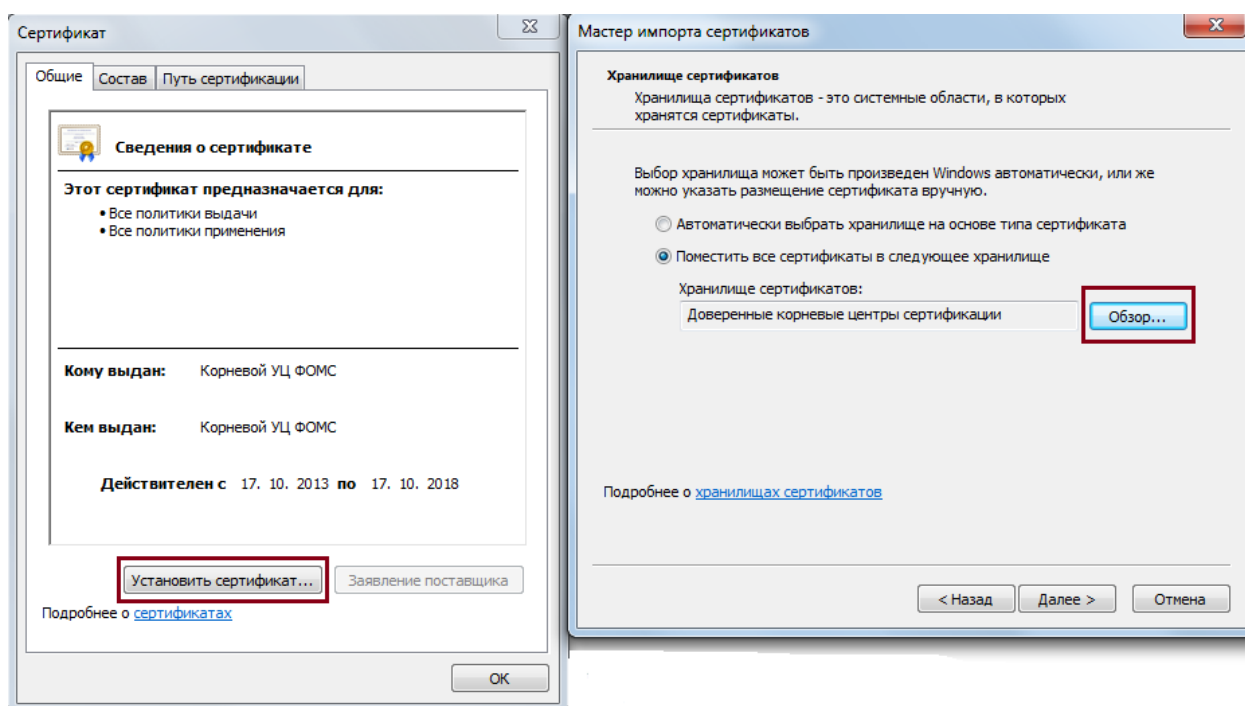 Сертификат
Общие
Состав
Путь сертификации
Сведения о сертификате
Этот сертификат предназначается для:
• Все политики выдачи
• Все политики применения
Кому выдан: Корневой УЦ ФОМС
Кем выдан: Корневой УЦ ФОМС
Действителен с 17. 10. 2013 по 17. 10. 2018
Установить сертификат...
Заявление поставщика
Подробнее о сертификатах
OK
Мастер импорта сертификатов
Хранилище сертификатов
Хранилища сертификатов - это системные области, в которых
хранятся сертификаты.
Выбор хранилища может быть произведен Windows автоматически, или же
можно указать размещение сертификата вручную.
Автоматически выбрать хранилище на основе типа сертификата
Поместить все сертификаты в следующее хранилище
Хранилище сертификатов:
Доверенные корневые центры сертификации
Обзор...
Подробнее о хранилищах сертификатов
< Назад
Далее >
Отмена